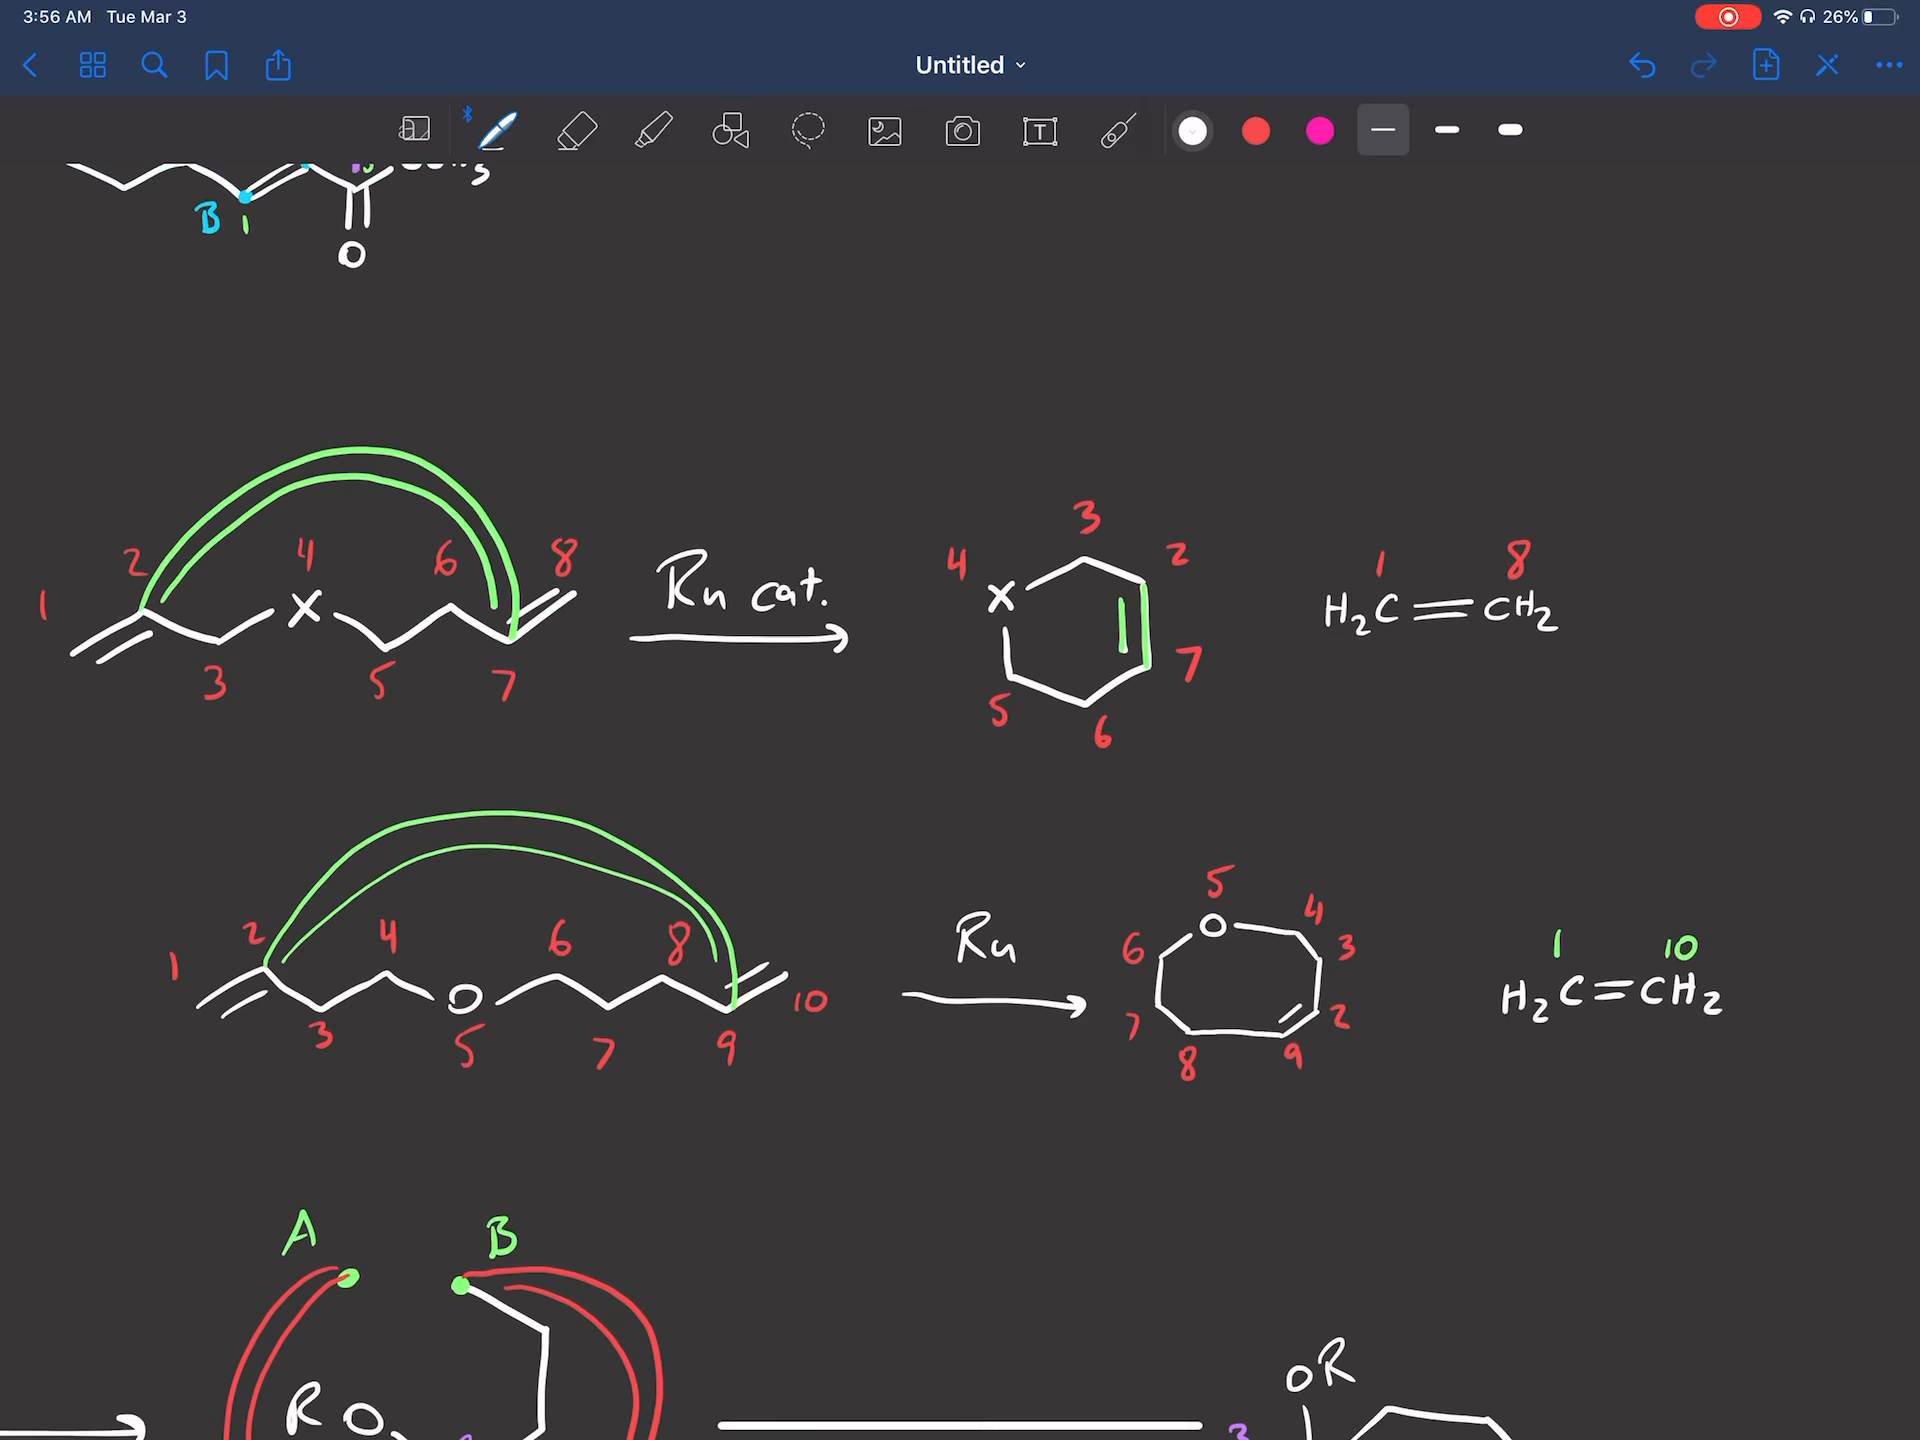 3:56 AM Tue Mar 3
26%
Untitled
T
B 1
O
1 2 3 4 X 5 6 7 8
Ru cat.
4 X 3 2 7 6 5
1 8
H2C=CH2
1 2 3 4 O 5 6 7 8 9 10
Ru
5 O 4 3 2 9 8 7 6
1 10
H2C=CH2
A B
RO
OR
3